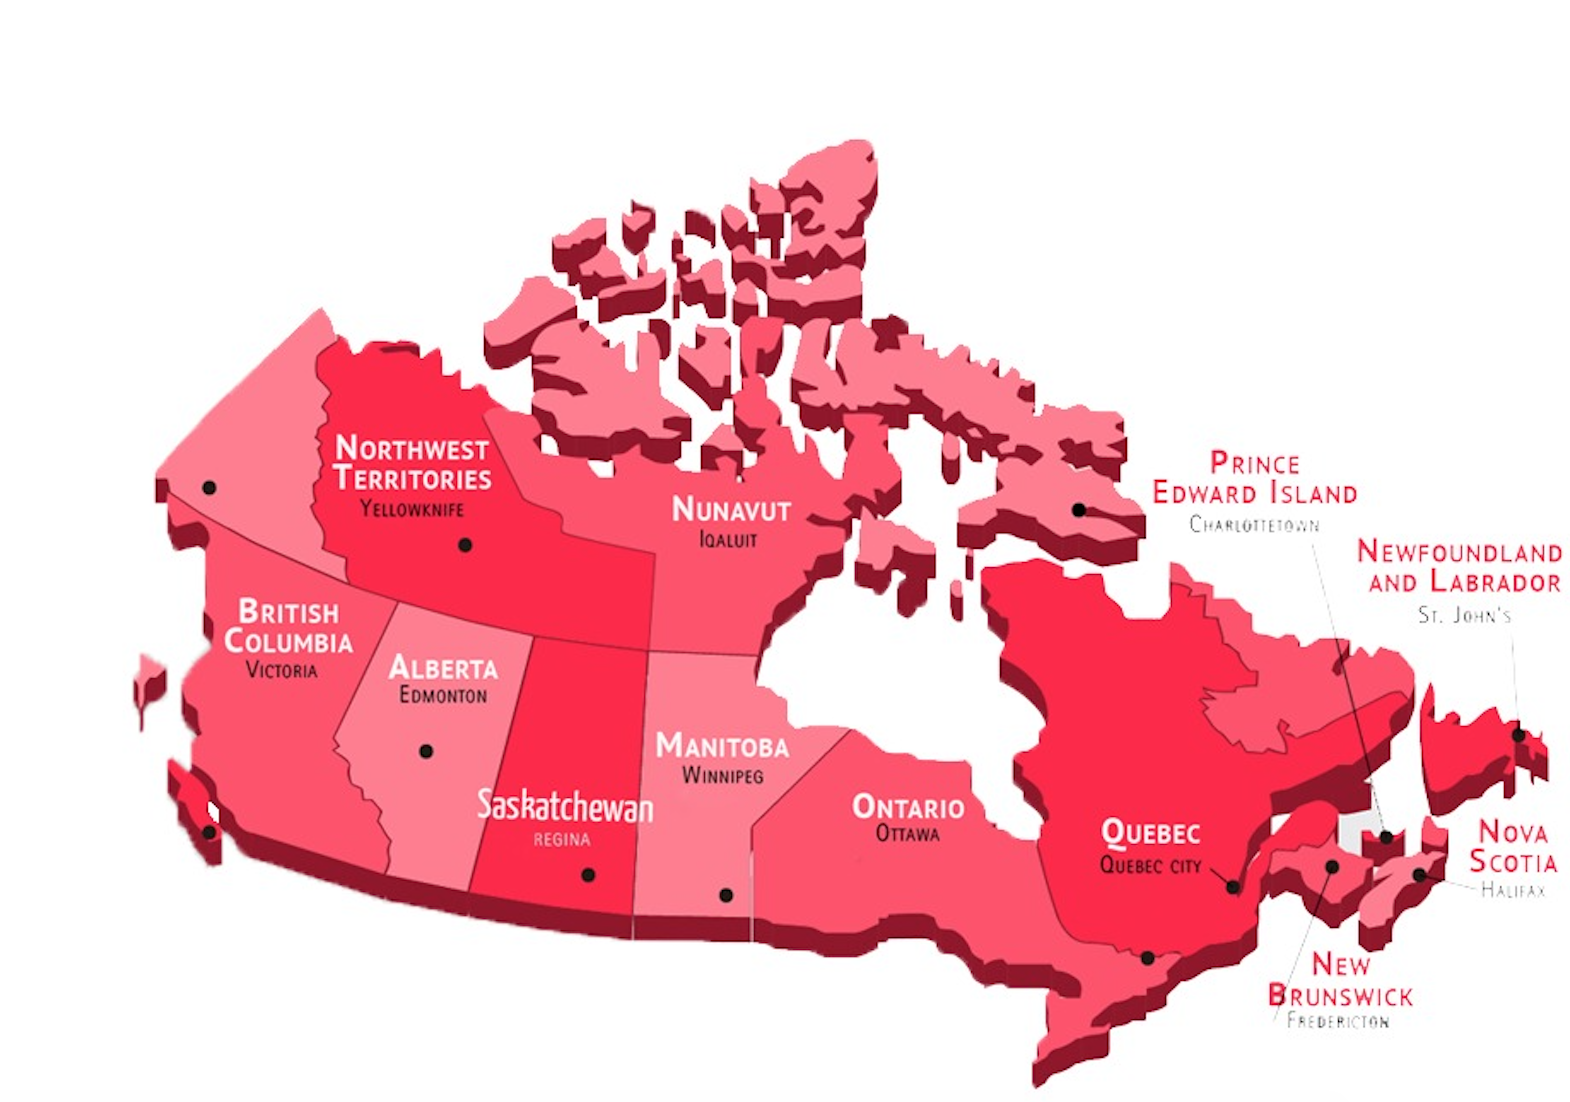 Northwest
Territories
Yellowknife
Nunavut
Iqaluit
Prince
Edward Island
Charlottetown
Newfoundland
and Labrador
St. John's
British
Columbia
Victoria
Alberta
Edmonton
Manitoba
Winnipeg
Saskatchewan
REGINA
Ontario
Ottawa
Quebec
Quebec city
Nova
Scotia
Halifax
New
Brunswick
Fredericton